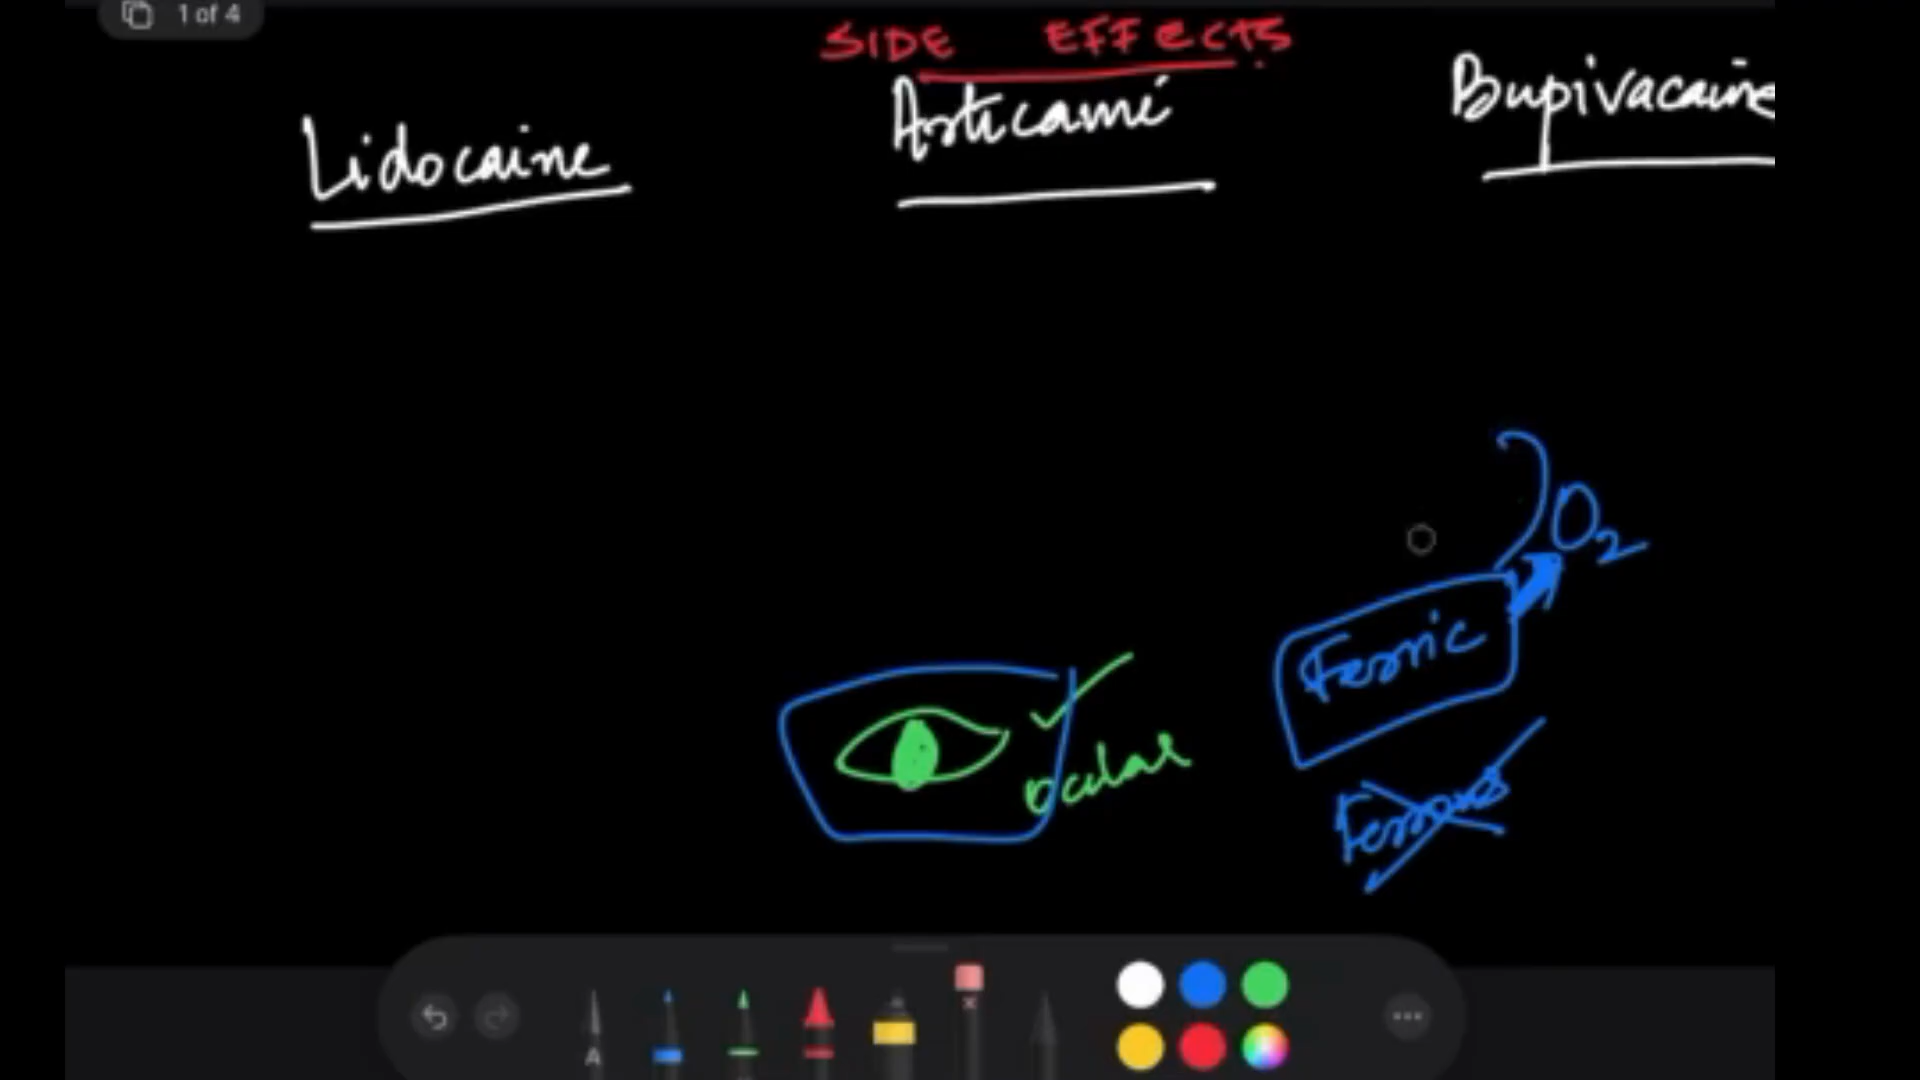 1 of 4
SIDE EFFECTS
Lidocaine
Articaine
Bupivacaine
O2
Ferric
ocular
Ferrous
A